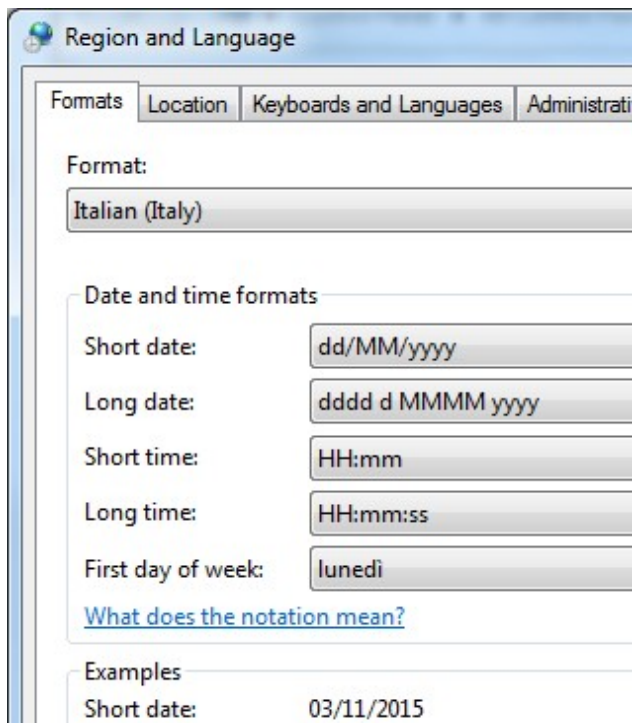 Region and Language
Formats Location Keyboards and Languages Administrati
Format:
Italian (Italy)
Date and time formats
Short date: dd/MM/yyyy
Long date: dddd d MMMM yyyy
Short time: HH:mm
Long time: HH:mm:ss
First day of week: lunedì
What does the notation mean?
Examples
Short date: 03/11/2015